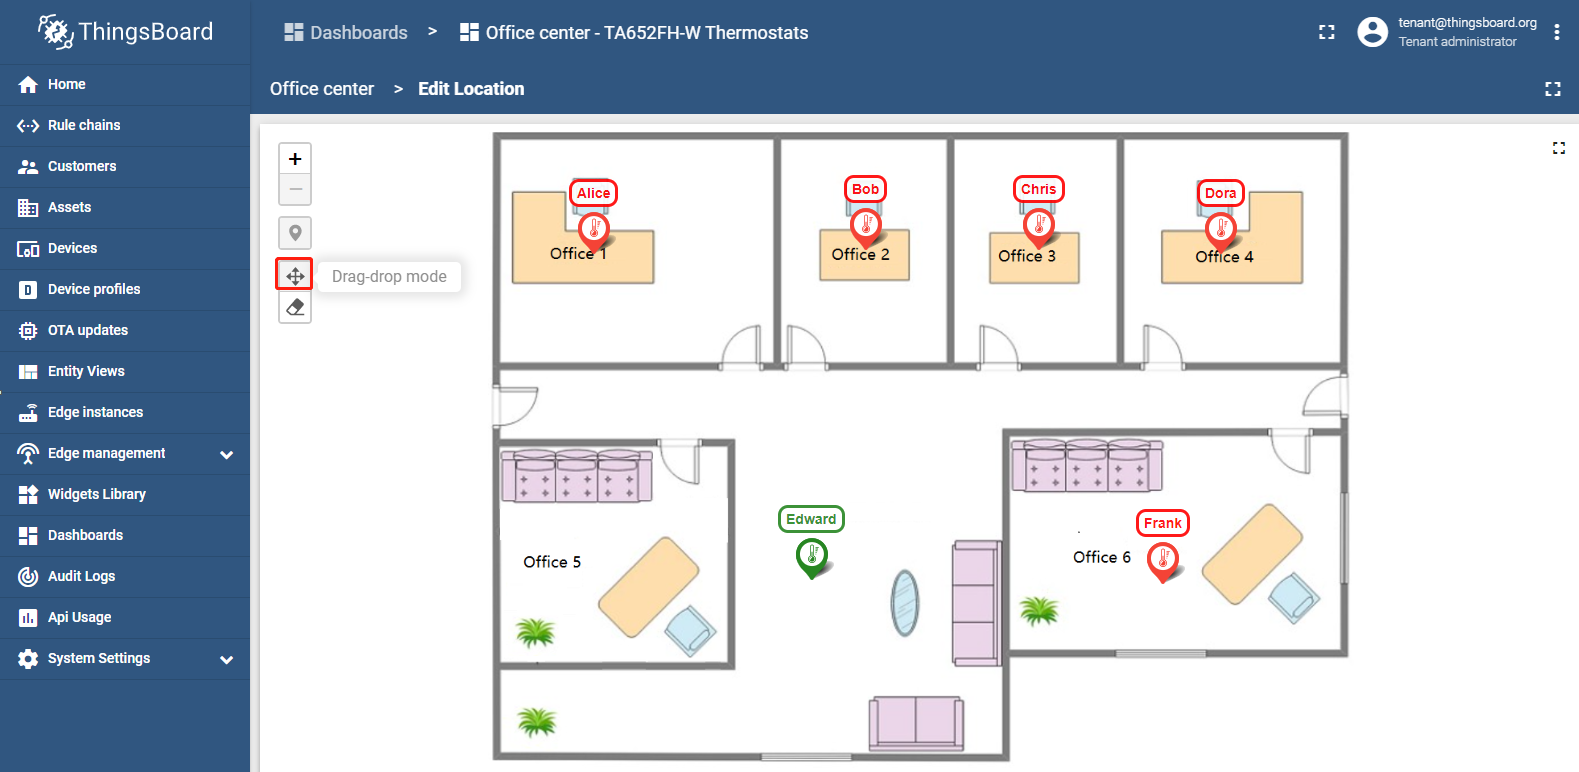 ThingsBoard
Dashboards > Office center - TA652FH-W Thermostats
tenant@thingsboard.org
Tenant administrator
Office center > Edit Location
Home
Rule chains
Customers
Assets
Devices
Device profiles
OTA updates
Entity Views
Edge instances
Edge management
Widgets Library
Dashboards
Audit Logs
Api Usage
System Settings
+
−
Drag-drop mode
Alice
Bob
Chris
Dora
Office 1
Office 2
Office 3
Office 4
Edward
Frank
Office 5
Office 6